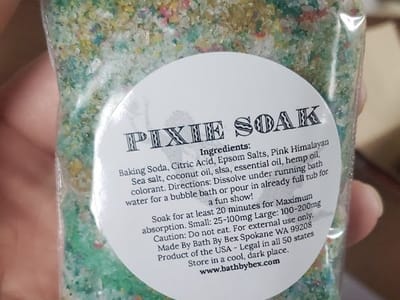 PIXIE SOAK
Ingredients:
Baking Soda, Citric Acid, Epsom Salts, Pink Himalayan
Sea salt, coconut oil, slsa, essential oil, hemp oil,
colorant. Directions: Dissolve under running bath
water for a bubble bath or pour in already full tub for
a fun show!
Soak for at least 20 minutes for Maximum
absorption. Small: 25-100mg Large: 100-200mg
Caution: Do not eat. For external use only.
Made By Bath By Bex Spokane WA 99208
Product of the USA - Legal in all 50 states
Store in a cool, dark place.
www.bathbybex.com